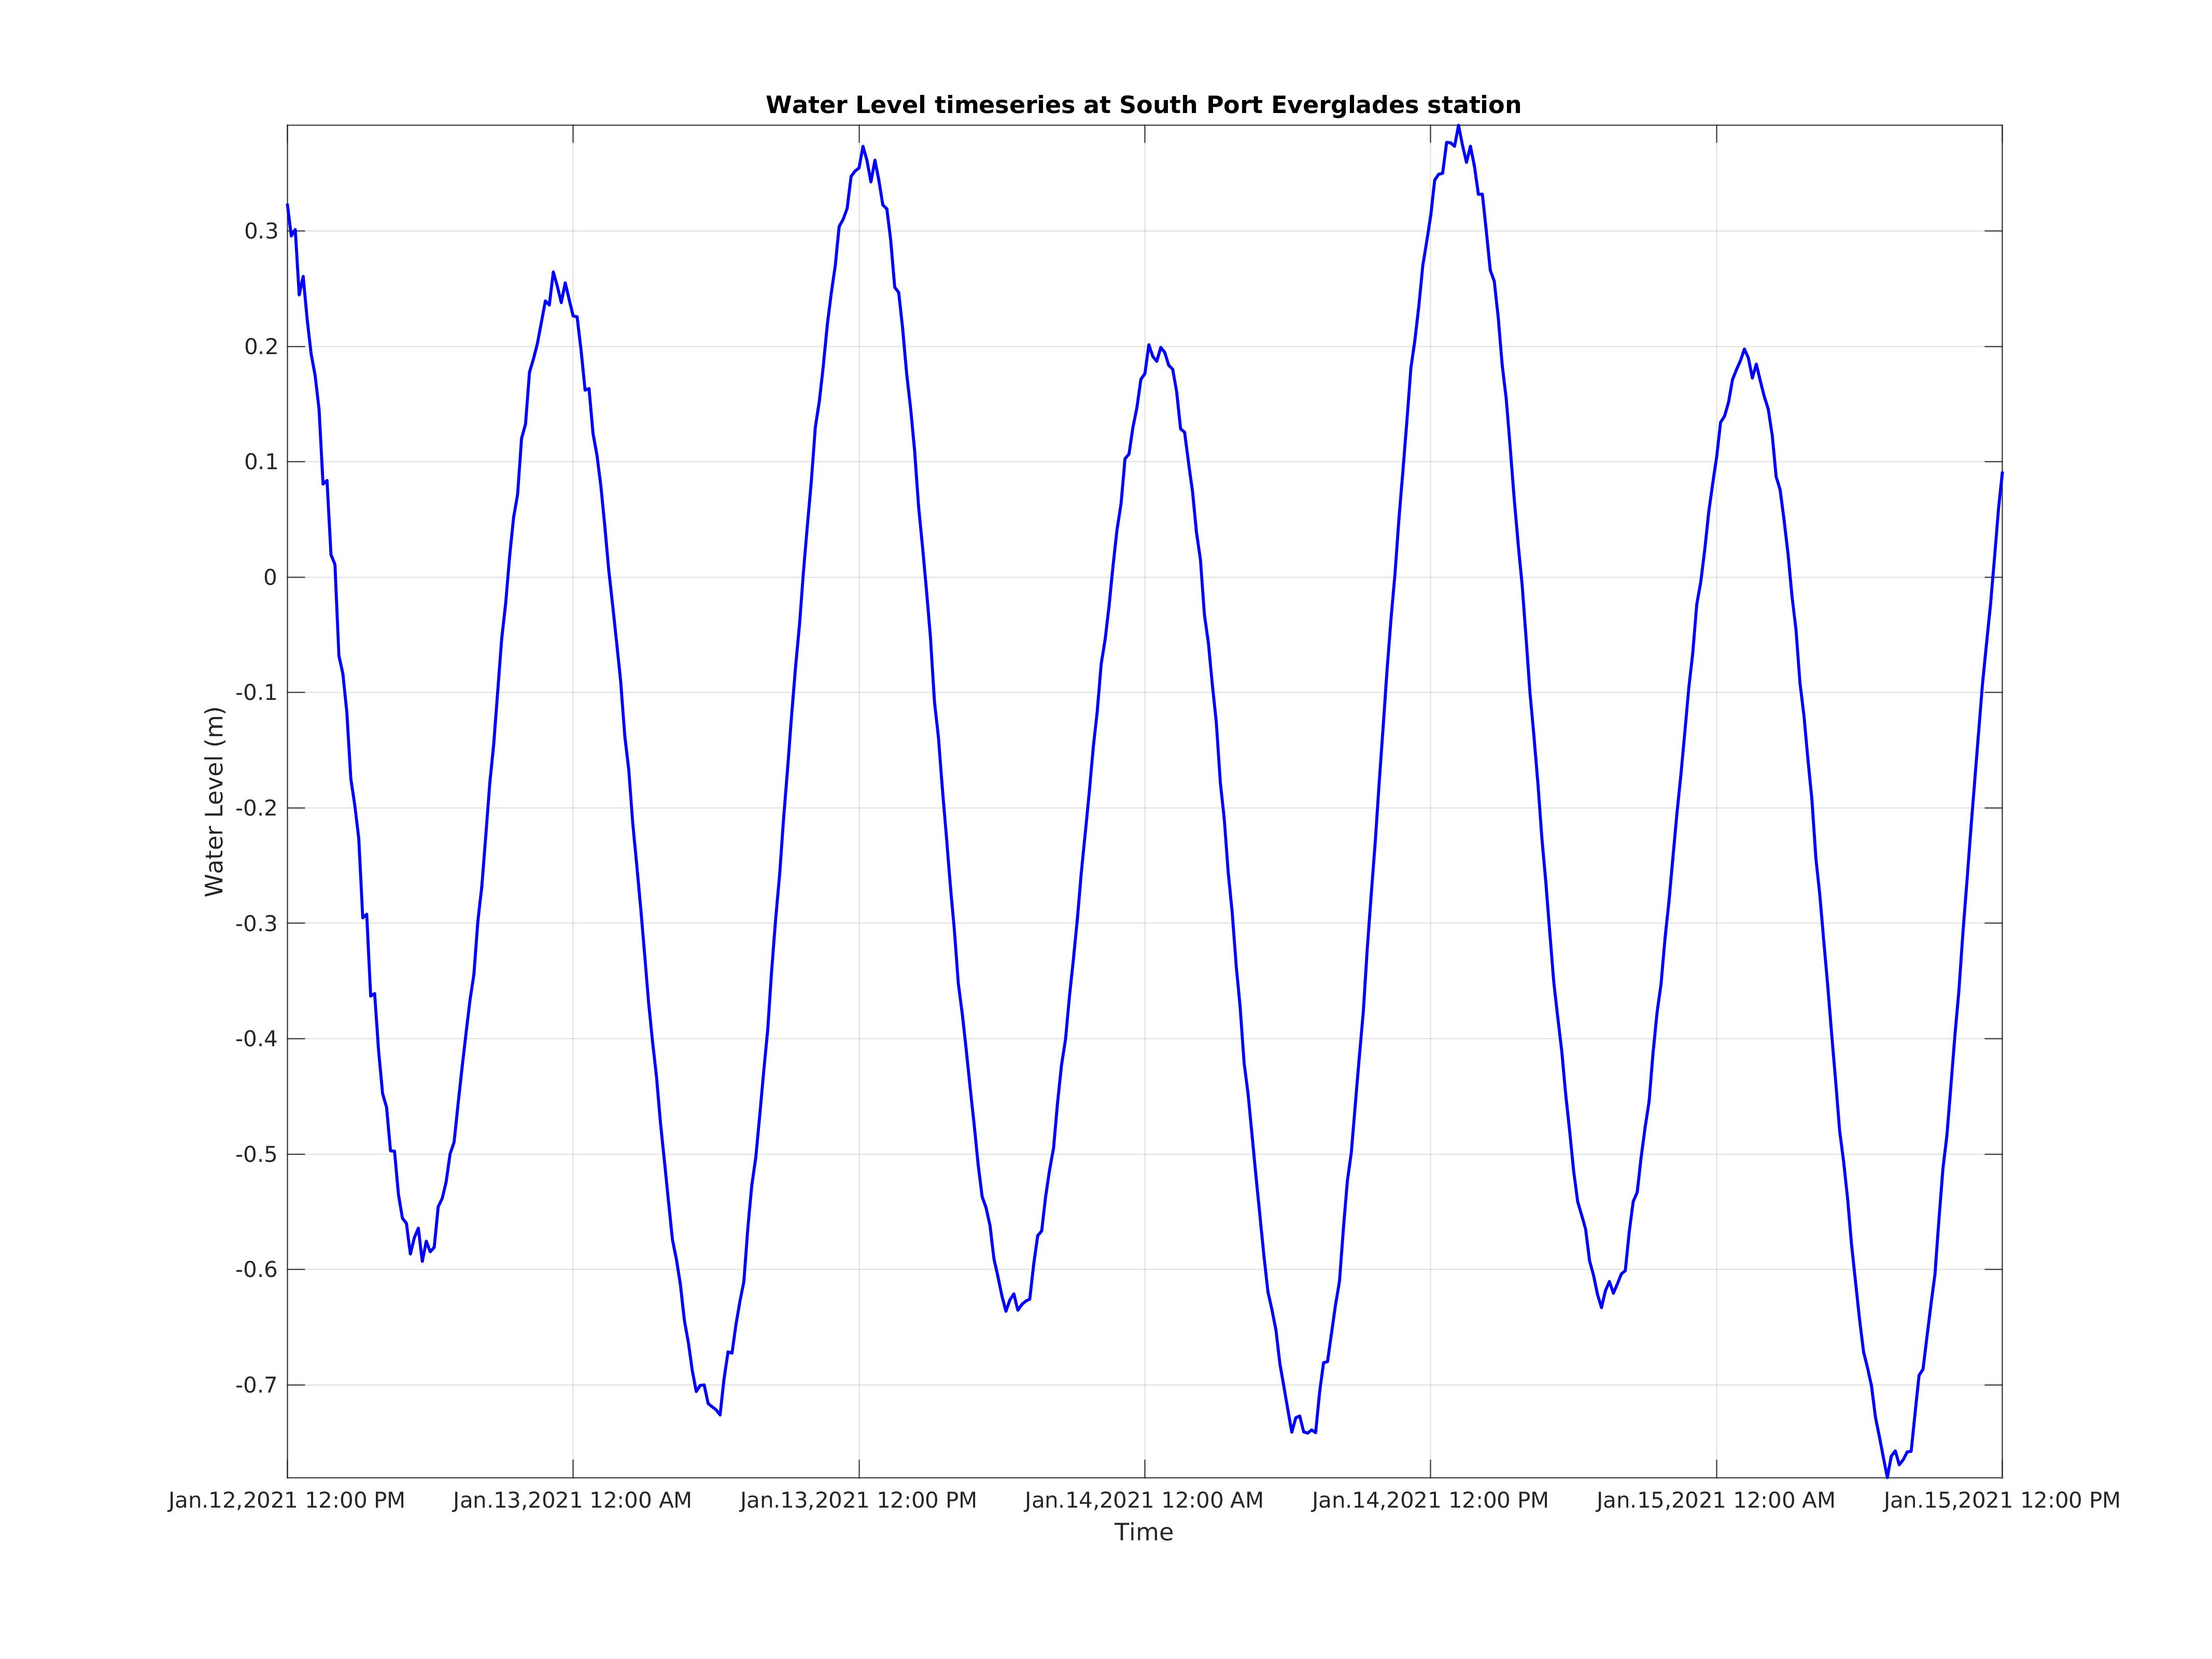 Water Level timeseries at South Port Everglades station
0.3
0.2
0.1
0
-0.1
-0.2
-0.3
-0.4
-0.5
-0.6
-0.7
Water Level (m)
Jan.12,2021 12:00 PM
Jan.13,2021 12:00 AM
Jan.13,2021 12:00 PM
Jan.14,2021 12:00 AM
Jan.14,2021 12:00 PM
Jan.15,2021 12:00 AM
Jan.15,2021 12:00 PM
Time